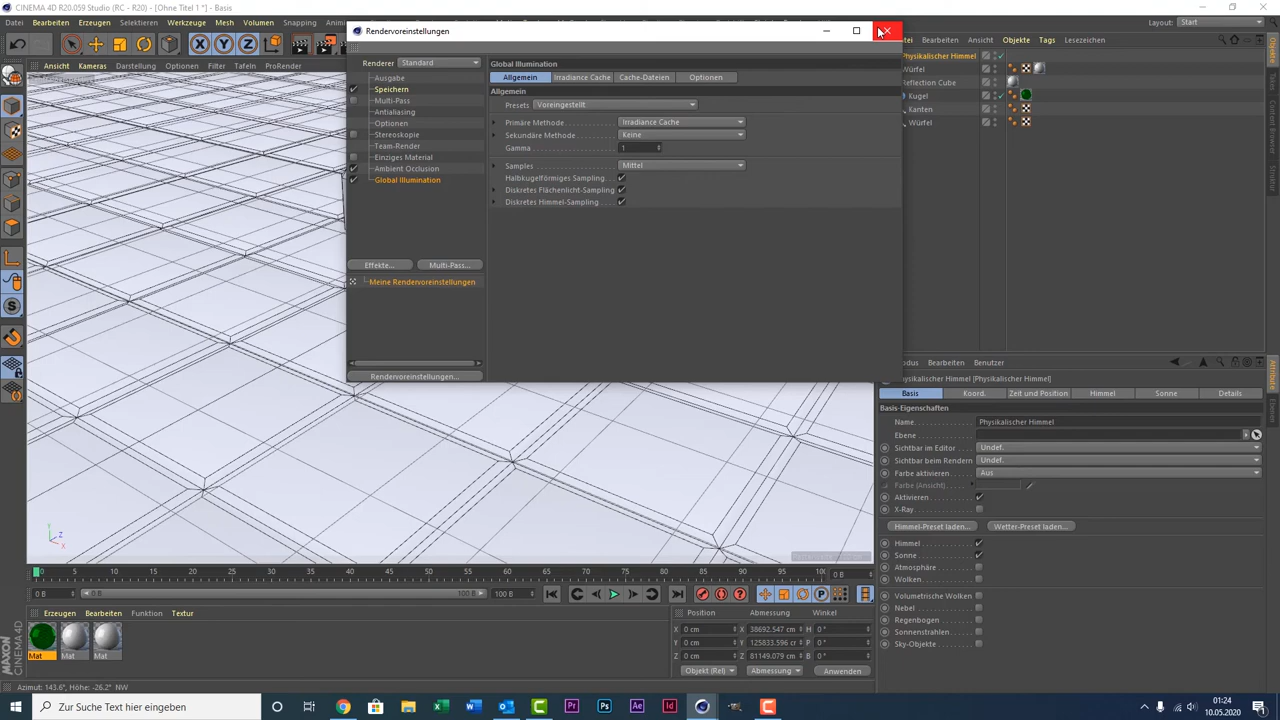 CINEMA 4D R20.059 Studio (RC - R20) - [Ohne Titel 1 *] - Basis
Datei Bearbeiten Erzeugen Selektieren Werkzeuge Mesh Volumen Snapping
Layout: Start
Rendervoreinstellungen
Bearbeiten Ansicht Objekte Tags Lesezeichen
Ansicht Kameras Darstellung Optionen Filter Tafeln ProRender
Physikalischer Himmel
Würfel
Reflection Cube
Kugel
Kanten
Würfel
Renderer Standard
Ausgabe
Speichern
Multi-Pass
Antialiasing
Optionen
Stereoskopie
Team-Render
Einziges Material
Ambient Occlusion
Global Illumination
Effekte...
Multi-Pass...
Meine Rendervoreinstellungen
Rendervoreinstellungen...
Global Illumination
Allgemein Irradiance Cache Cache-Dateien Optionen
Allgemein
Presets Voreingestellt
Primäre Methode Irradiance Cache
Sekundäre Methode Keine
Gamma 1
Samples Mittel
Halbkugelförmiges Sampling
Diskretes Flächenlicht-Sampling
Diskretes Himmel-Sampling
Objekte
Content Browser
Struktur
Bearbeiten Benutzer
Physikalischer Himmel [Physikalischer Himmel]
Basis Koord. Zeit und Position Himmel Sonne Details
Basis-Eigenschaften
Name Physikalischer Himmel
Ebene
Sichtbar im Editor Undef.
Sichtbar beim Rendern Undef.
Farbe aktivieren Aus
Farbe (Ansicht)
Aktivieren
X-Ray
Himmel-Preset laden... Wetter-Preset laden...
Himmel
Sonne
Atmosphäre
Wolken
Volumetrische Wolken
Nebel
Regenbogen
Sonnenstrahlen
Sky-Objekte
Attribute
Ebenen
Y
Z
X
0 5 10 15 20 25 30 35 40 45 50 55 60 65 70 75 80 85 90 95 100 0 B
0 B 0 B 100 B 100 B
Erzeugen Bearbeiten Funktion Textur
Mat Mat Mat
Position Abmessung Winkel
X 0 cm X 38692.547 cm H 0 °
Y 0 cm Y 125833.596 cm P 0 °
Z 0 cm Z 81149.079 cm B 0 °
Objekt (Rel) Abmessung Anwenden
MAXON CINEMA 4D
Azimut: 143.6°, Höhe: -26.2° NW
Zur Suche Text hier eingeben
01:24
10.05.2020